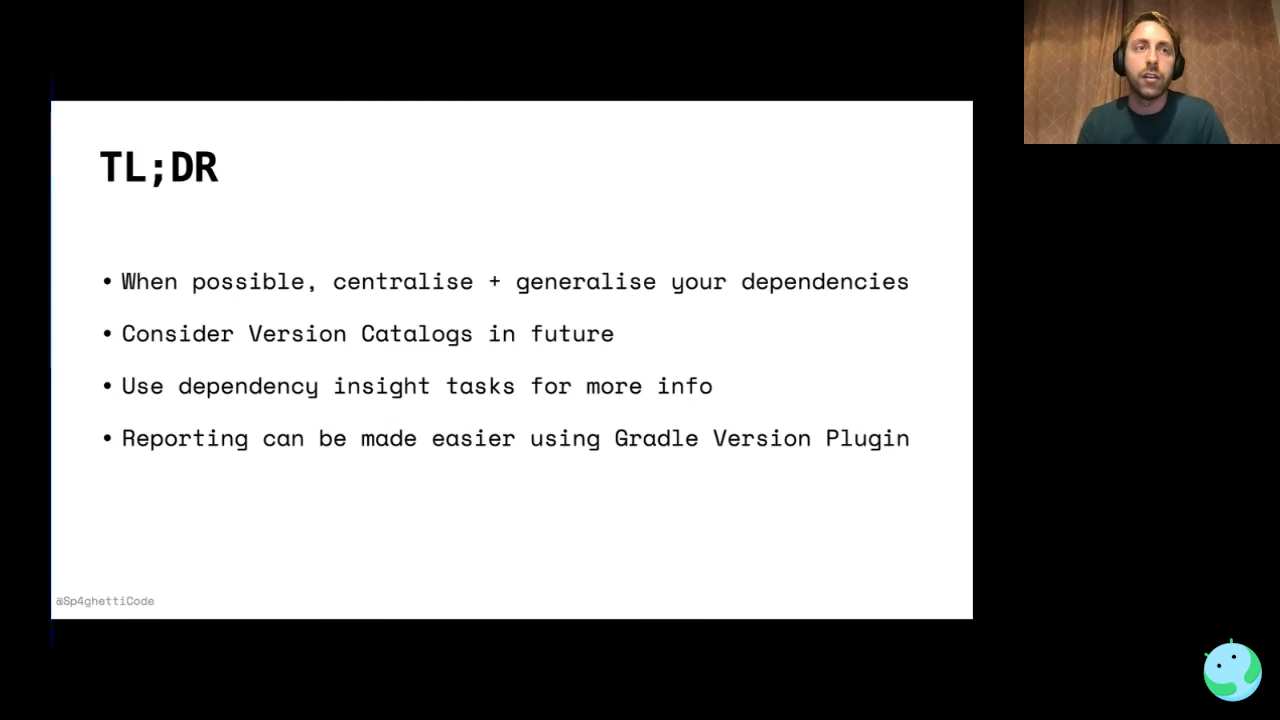 TL;DR
• When possible, centralise + generalise your dependencies
• Consider Version Catalogs in future
• Use dependency insight tasks for more info
• Reporting can be made easier using Gradle Version Plugin
@Sp4ghettiCode